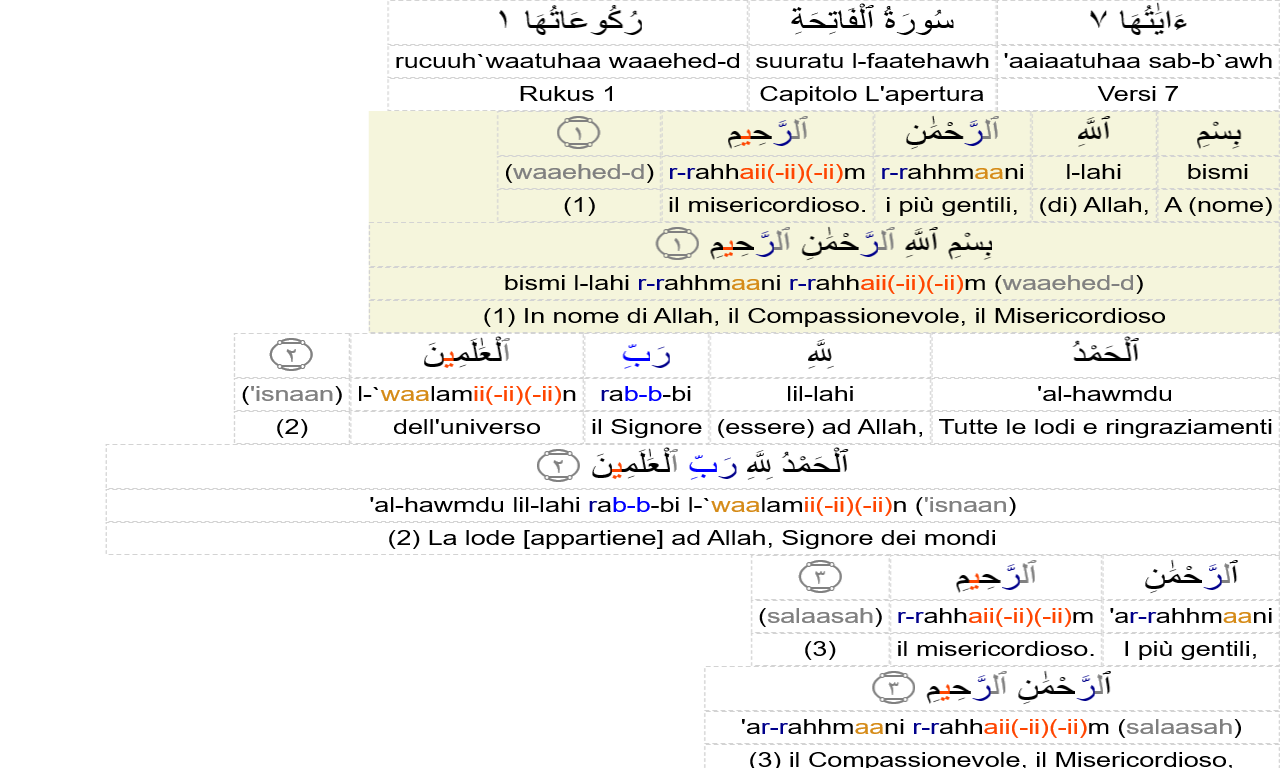 ءَايَٰتُهَا ٧ سُورَةُ ٱلْفَاتِحَةِ رُكُوعَاتُهَا ١
'aaiaatuhaa sab-b`awh suuratu l-faatehawh rucuuh`waatuhaa waaehed-d
Versi 7 Capitolo L'apertura Rukus 1
بِسْمِ ٱللَّهِ ٱلرَّحْمَٰنِ ٱلرَّحِيمِ ١
bismi l-lahi r-rahhmaani r-rahhaii(-ii)(-ii)m (waaehed-d)
A (nome) (di) Allah, i più gentili, il misericordioso. (1)
بِسْمِ ٱللَّهِ ٱلرَّحْمَٰنِ ٱلرَّحِيمِ ١
bismi l-lahi r-rahhmaani r-rahhaii(-ii)(-ii)m (waaehed-d)
(1) In nome di Allah, il Compassionevole, il Misericordioso
ٱلْحَمْدُ لِلَّهِ رَبِّ ٱلْعَٰلَمِينَ ٢
'al-hawmdu lil-lahi rab-b-bi l-`waalamii(-ii)(-ii)n ('isnaan)
Tutte le lodi e ringraziamenti (essere) ad Allah, il Signore dell'universo (2)
ٱلْحَمْدُ لِلَّهِ رَبِّ ٱلْعَٰلَمِينَ ٢
'al-hawmdu lil-lahi rab-b-bi l-`waalamii(-ii)(-ii)n ('isnaan)
(2) La lode [appartiene] ad Allah, Signore dei mondi
ٱلرَّحْمَٰنِ ٱلرَّحِيمِ ٣
'ar-rahhmaani r-rahhaii(-ii)(-ii)m (salaasah)
I più gentili, il misericordioso. (3)
ٱلرَّحْمَٰنِ ٱلرَّحِيمِ ٣
'ar-rahhmaani r-rahhaii(-ii)(-ii)m (salaasah)
(3) il Compassionevole, il Misericordioso,